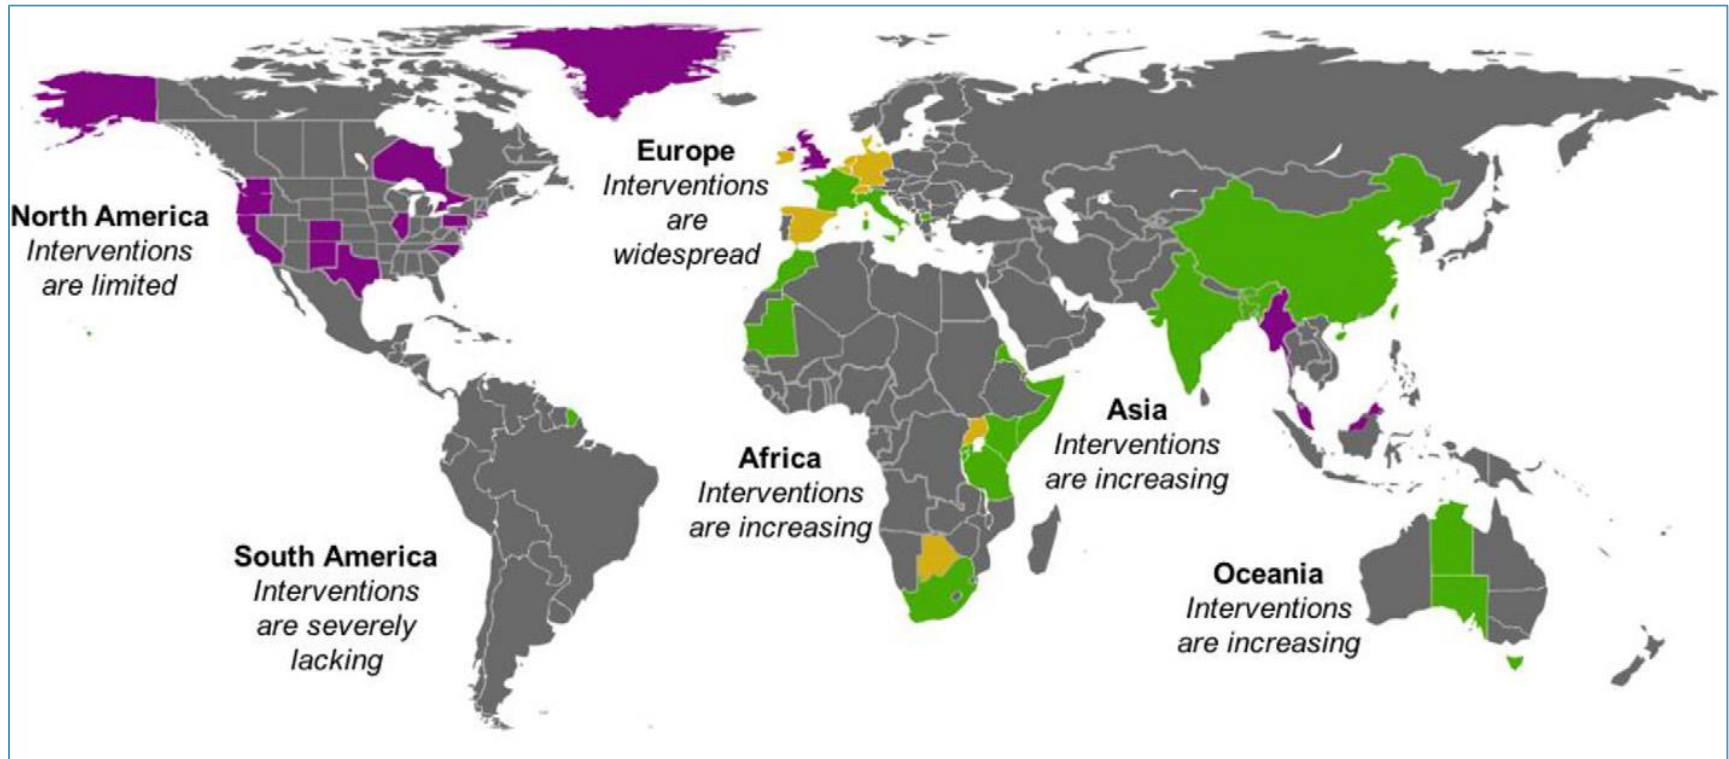 North America
Interventions
are limited
South America
Interventions
are severely
lacking
Europe
Interventions
are
widespread
Africa
Interventions
are increasing
Asia
Interventions
are increasing
Oceania
Interventions
are increasing